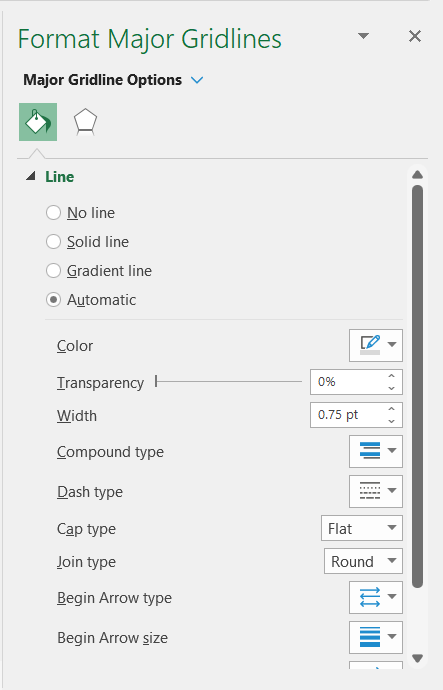 Format Major Gridlines
Major Gridline Options
Line
No line
Solid line
Gradient line
Automatic
Color
Transparency 0%
Width 0.75 pt
Compound type
Dash type
Cap type Flat
Join type Round
Begin Arrow type
Begin Arrow size